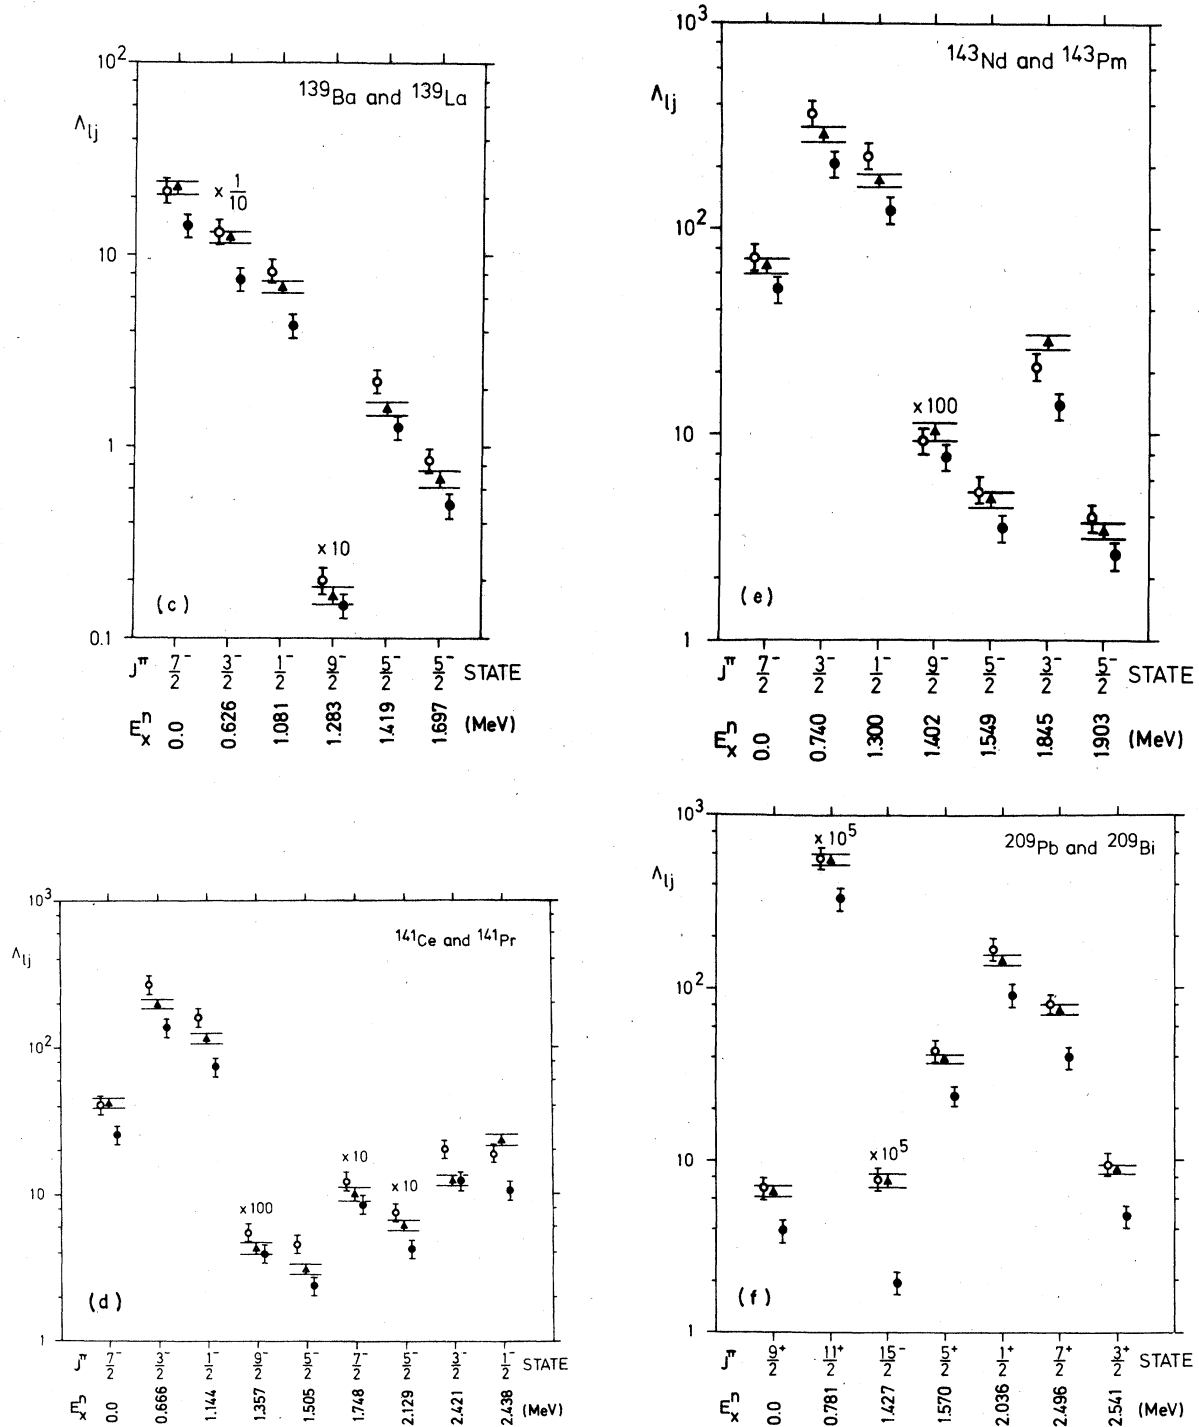 10²
¹³⁹Ba and ¹³⁹La
Λlj
× 1/10
10
1
× 10
(c)
0.1
Jπ 7/2⁻ 3/2⁻ 1/2⁻ 9/2⁻ 5/2⁻ 5/2⁻ STATE
Exⁿ 0.0 0.626 1.081 1.283 1.419 1.697 (MeV)
10³
¹⁴³Nd and ¹⁴³Pm
Λlj
10²
×100
10
(e)
1
Jπ 7/2⁻ 3/2⁻ 1/2⁻ 9/2⁻ 5/2⁻ 3/2⁻ 5/2⁻ STATE
Exⁿ 0.0 0.740 1.300 1.402 1.549 1.845 1.903 (MeV)
10³
¹⁴¹Ce and ¹⁴¹Pr
Λlj
10²
×10
×10
10
×100
(d)
1
Jπ 7/2⁻ 3/2⁻ 1/2⁻ 9/2⁻ 5/2⁻ 7/2⁻ 5/2⁻ 3/2⁻ 1/2⁻ STATE
Exⁿ 0.0 0.666 1.144 1.357 1.505 1.748 2.129 2.421 2.438 (MeV)
10³
×10⁵
²⁰⁹Pb and ²⁰⁹Bi
Λlj
10²
×10⁵
10
(f)
1
Jπ 9/2⁺ 11/2⁺ 15/2⁻ 5/2⁺ 1/2⁺ 7/2⁺ 3/2⁺ STATE
Exⁿ 0.0 0.781 1.427 1.570 2.036 2.496 2.541 (MeV)